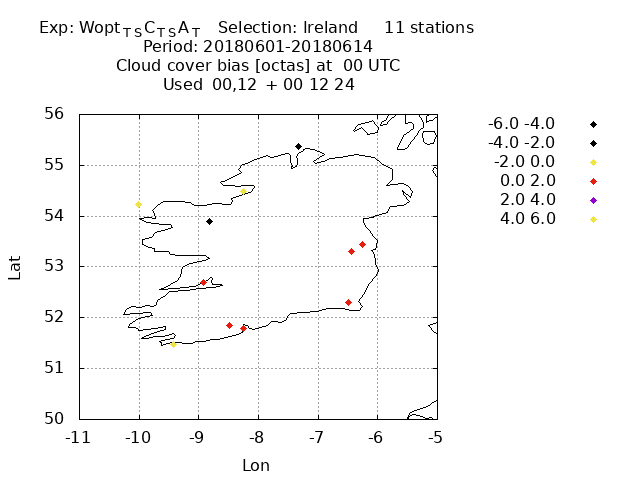 Exp: Wopt_TS C_TS A_T Selection: Ireland 11 stations
Period: 20180601-20180614
Cloud cover bias [octas] at 00 UTC
Used 00,12 + 00 12 24
-6.0 -4.0
-4.0 -2.0
-2.0 0.0
0.0 2.0
2.0 4.0
4.0 6.0
56
55
54
53
52
51
50
Lat
-11 -10 -9 -8 -7 -6 -5
Lon